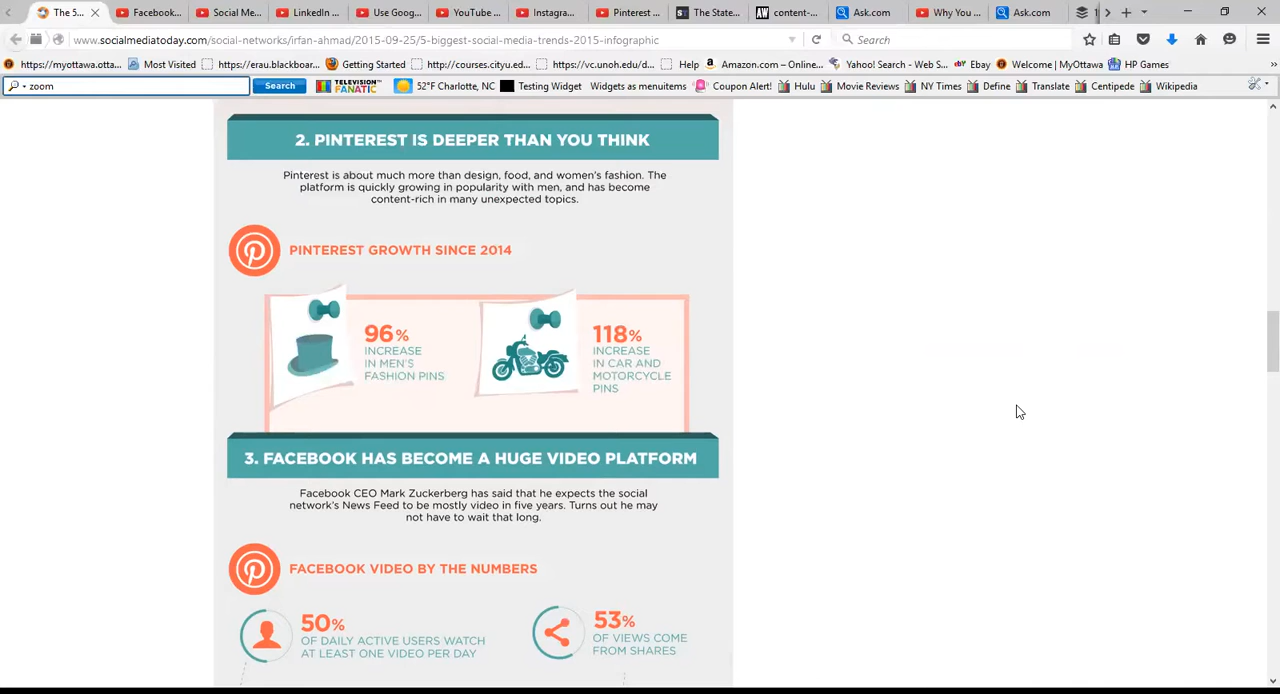 The 5...
Facebook...
Social Me...
LinkedIn ...
Use Goog...
YouTube ...
Instagra...
Pinterest ...
The State...
content-...
Ask.com
Why You ...
Ask.com
www.socialmediatoday.com/social-networks/irfan-ahmad/2015-09-25/5-biggest-social-media-trends-2015-infographic
Search
https://myottawa.otta...
Most Visited
https://erau.blackboar...
Getting Started
http://courses.cityu.ed...
https://vc.unoh.edu/d...
Help
Amazon.com – Online...
Yahoo! Search - Web S...
Ebay
Welcome | MyOttawa
HP Games
zoom
Search
TELEVISION FANATIC
52°F Charlotte, NC
Testing Widget
Widgets as menuitems
Coupon Alert!
Hulu
Movie Reviews
NY Times
Define
Translate
Centipede
Wikipedia
2. PINTEREST IS DEEPER THAN YOU THINK
Pinterest is about much more than design, food, and women's fashion. The
platform is quickly growing in popularity with men, and has become
content-rich in many unexpected topics.
PINTEREST GROWTH SINCE 2014
96%
INCREASE
IN MEN'S
FASHION PINS
118%
INCREASE
IN CAR AND
MOTORCYCLE
PINS
3. FACEBOOK HAS BECOME A HUGE VIDEO PLATFORM
Facebook CEO Mark Zuckerberg has said that he expects the social
network's News Feed to be mostly video in five years. Turns out he may
not have to wait that long.
FACEBOOK VIDEO BY THE NUMBERS
50%
OF DAILY ACTIVE USERS WATCH
AT LEAST ONE VIDEO PER DAY
53%
OF VIEWS COME
FROM SHARES